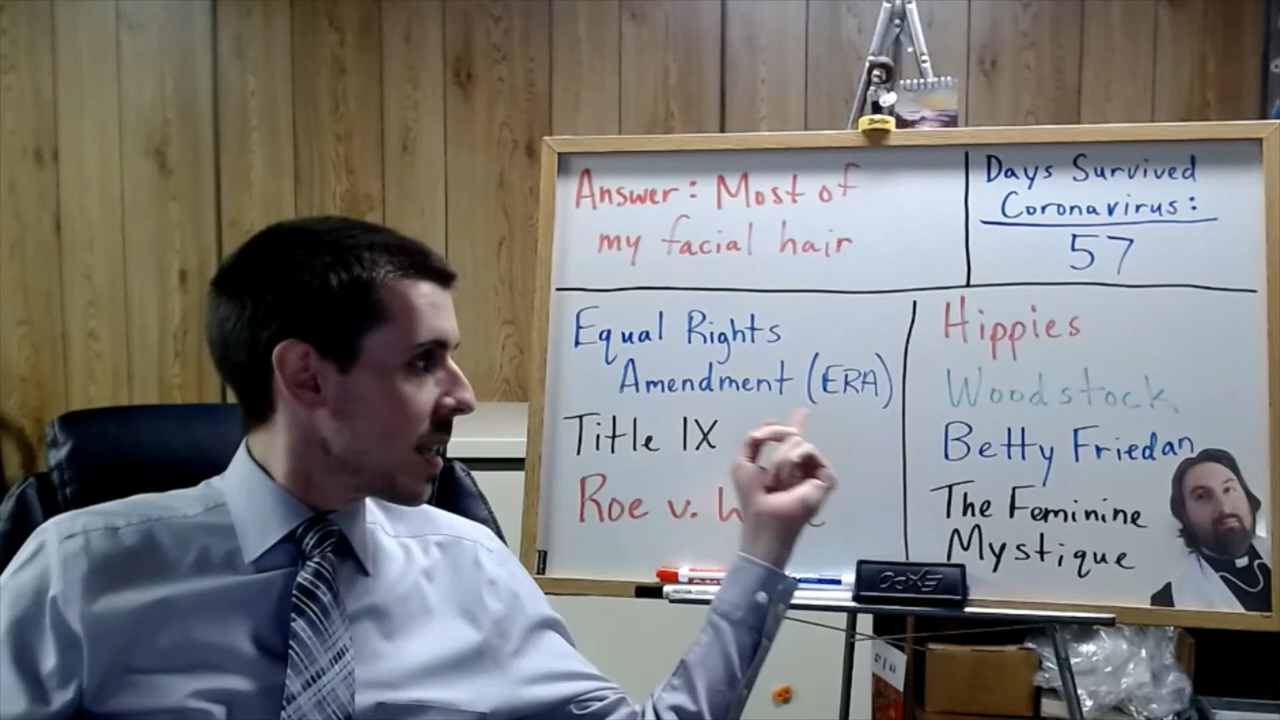 Answer: Most of
my facial hair
Days Survived
Coronavirus:
57
Equal Rights
Amendment (ERA)
Title IX
Roe v.
Hippies
Woodstock
Betty Friedan
The Feminine
Mystique
EXPO